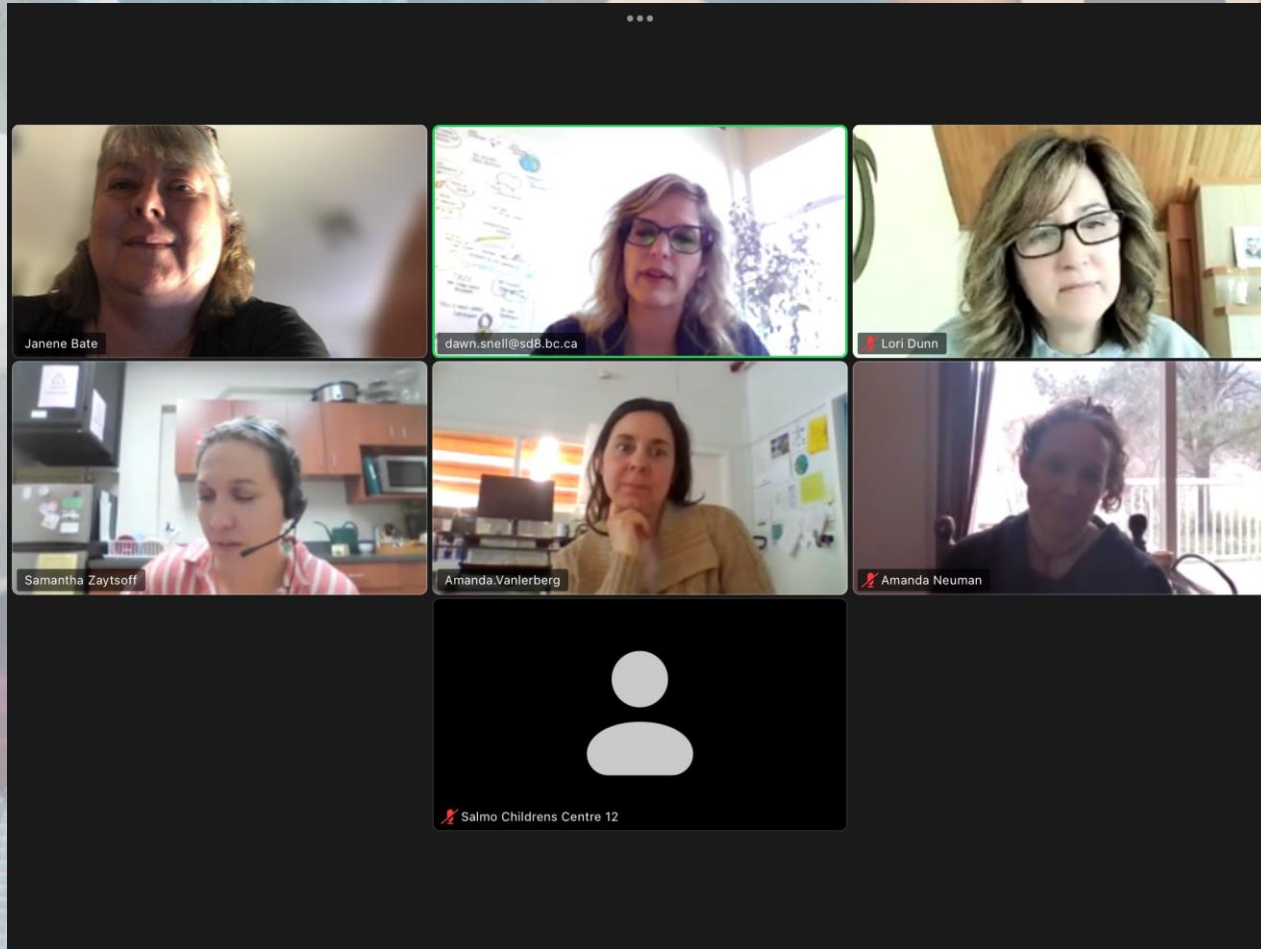 Janene Bate
dawn.snell@sd8.bc.ca
Lori Dunn
Samantha Zaytsoff
Amanda.Vanlerberg
Amanda Neuman
Salmo Childrens Centre 12